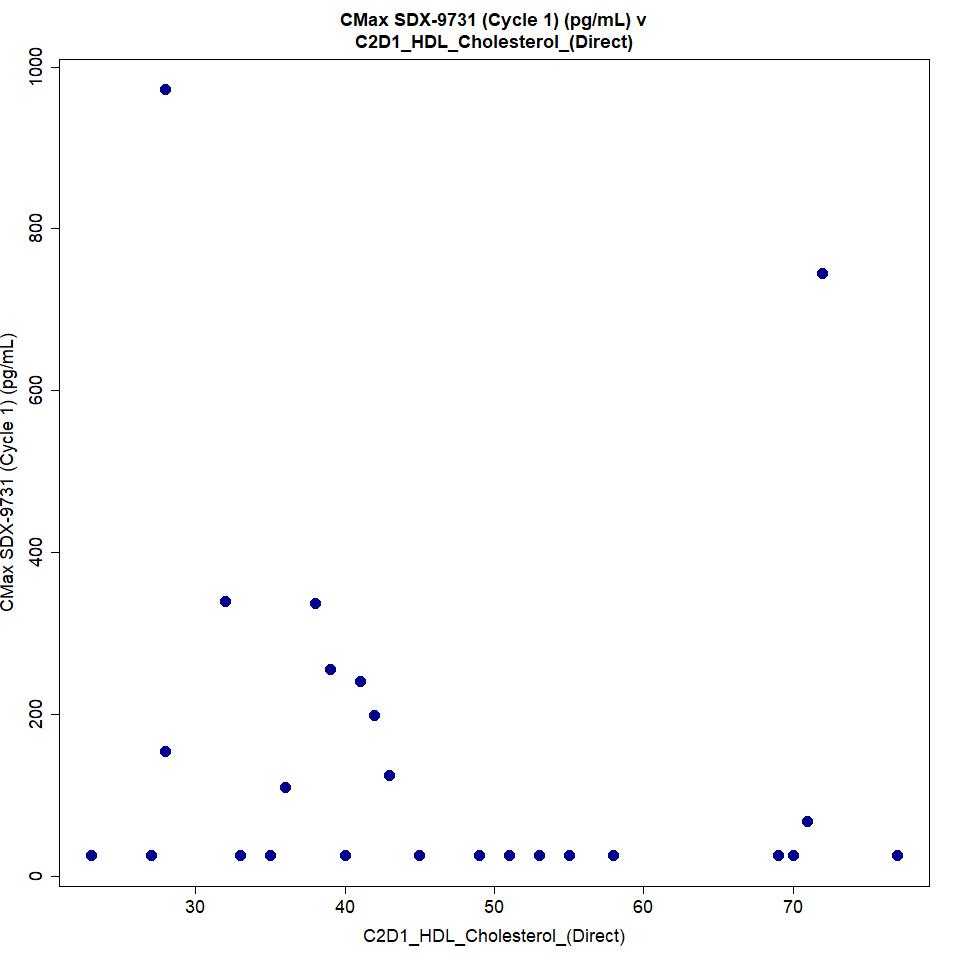 CMax SDX-9731 (Cycle 1) (pg/mL) v
C2D1_HDL_Cholesterol_(Direct)
CMax SDX-9731 (Cycle 1) (pg/mL)
1000
800
600
400
200
0
30 40 50 60 70
C2D1_HDL_Cholesterol_(Direct)